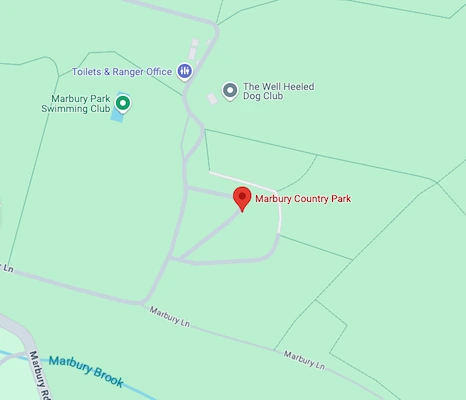 Toilets & Ranger Office
The Well Heeled
Dog Club
Marbury Park
Swimming Club
Marbury Country Park
Ln
Marbury Ln
Marbury Ln
Marbury Rd
Marbury Brook